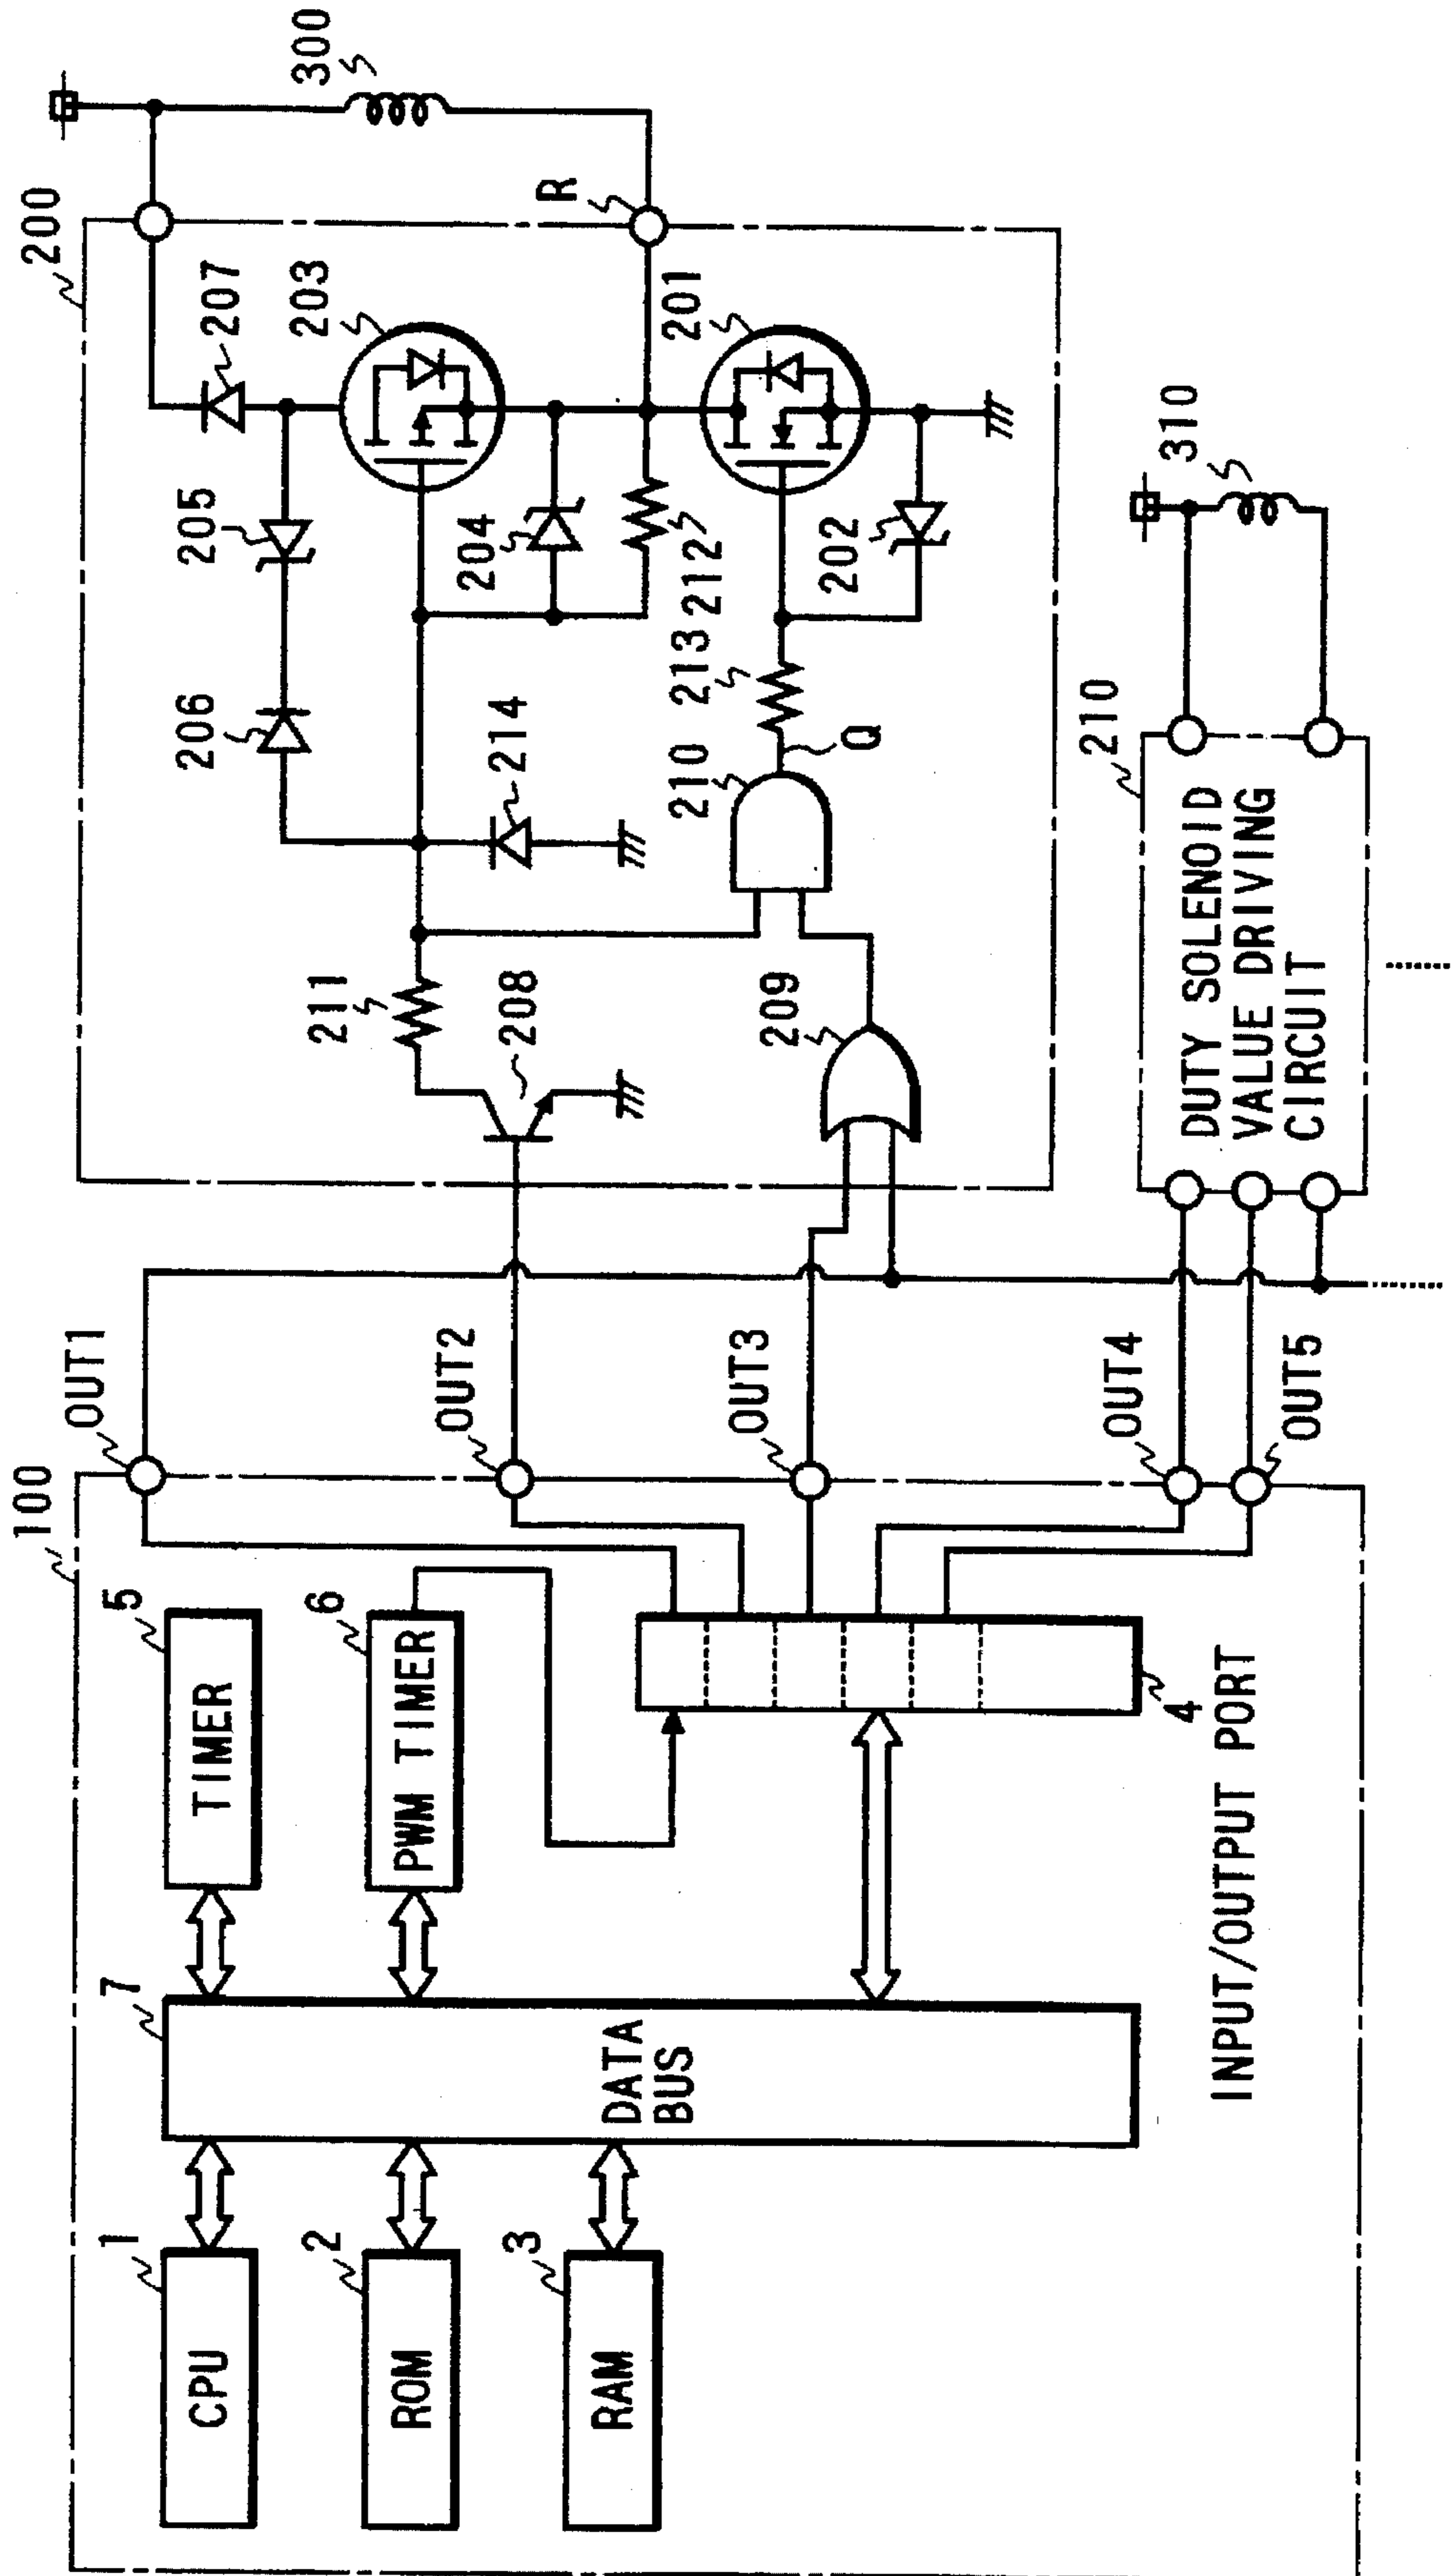 100
OUT1
200
300
5
TIMER
207
203
205
206
7
6
PWM TIMER
OUT2
211
208
214
204
212
R
201
1
CPU
2
ROM
3
RAM
DATA
BUS
4
INPUT/OUTPUT PORT
OUT3
209
210
Q
213
202
OUT4
OUT5
210
DUTY SOLENOID
VALUE DRIVING
CIRCUIT
310